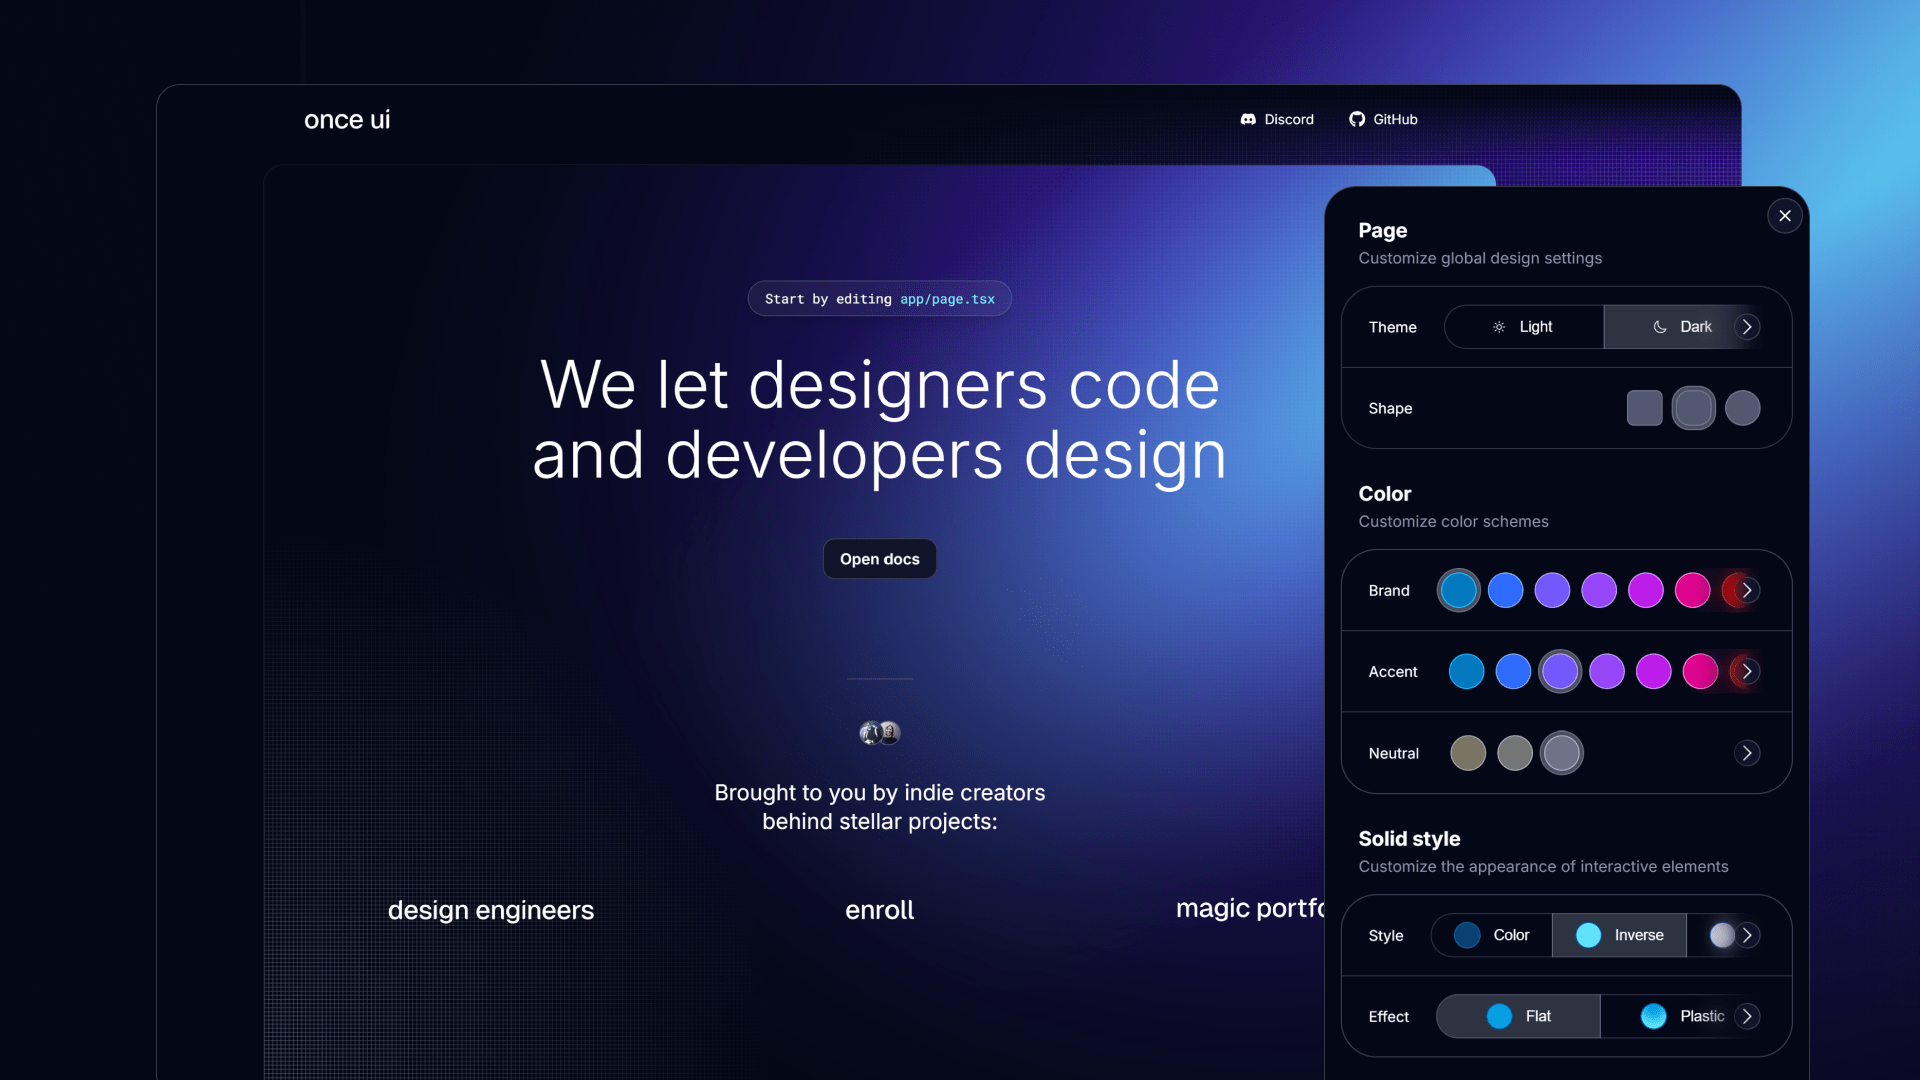 once ui
Discord
GitHub
Start by editing app/page.tsx
We let designers code
and developers design
Open docs
Brought to you by indie creators
behind stellar projects:
design engineers
enroll
magic portfo
Page
Customize global design settings
Theme
Light
Dark
Shape
Color
Customize color schemes
Brand
Accent
Neutral
Solid style
Customize the appearance of interactive elements
Style
Color
Inverse
Effect
Flat
Plastic